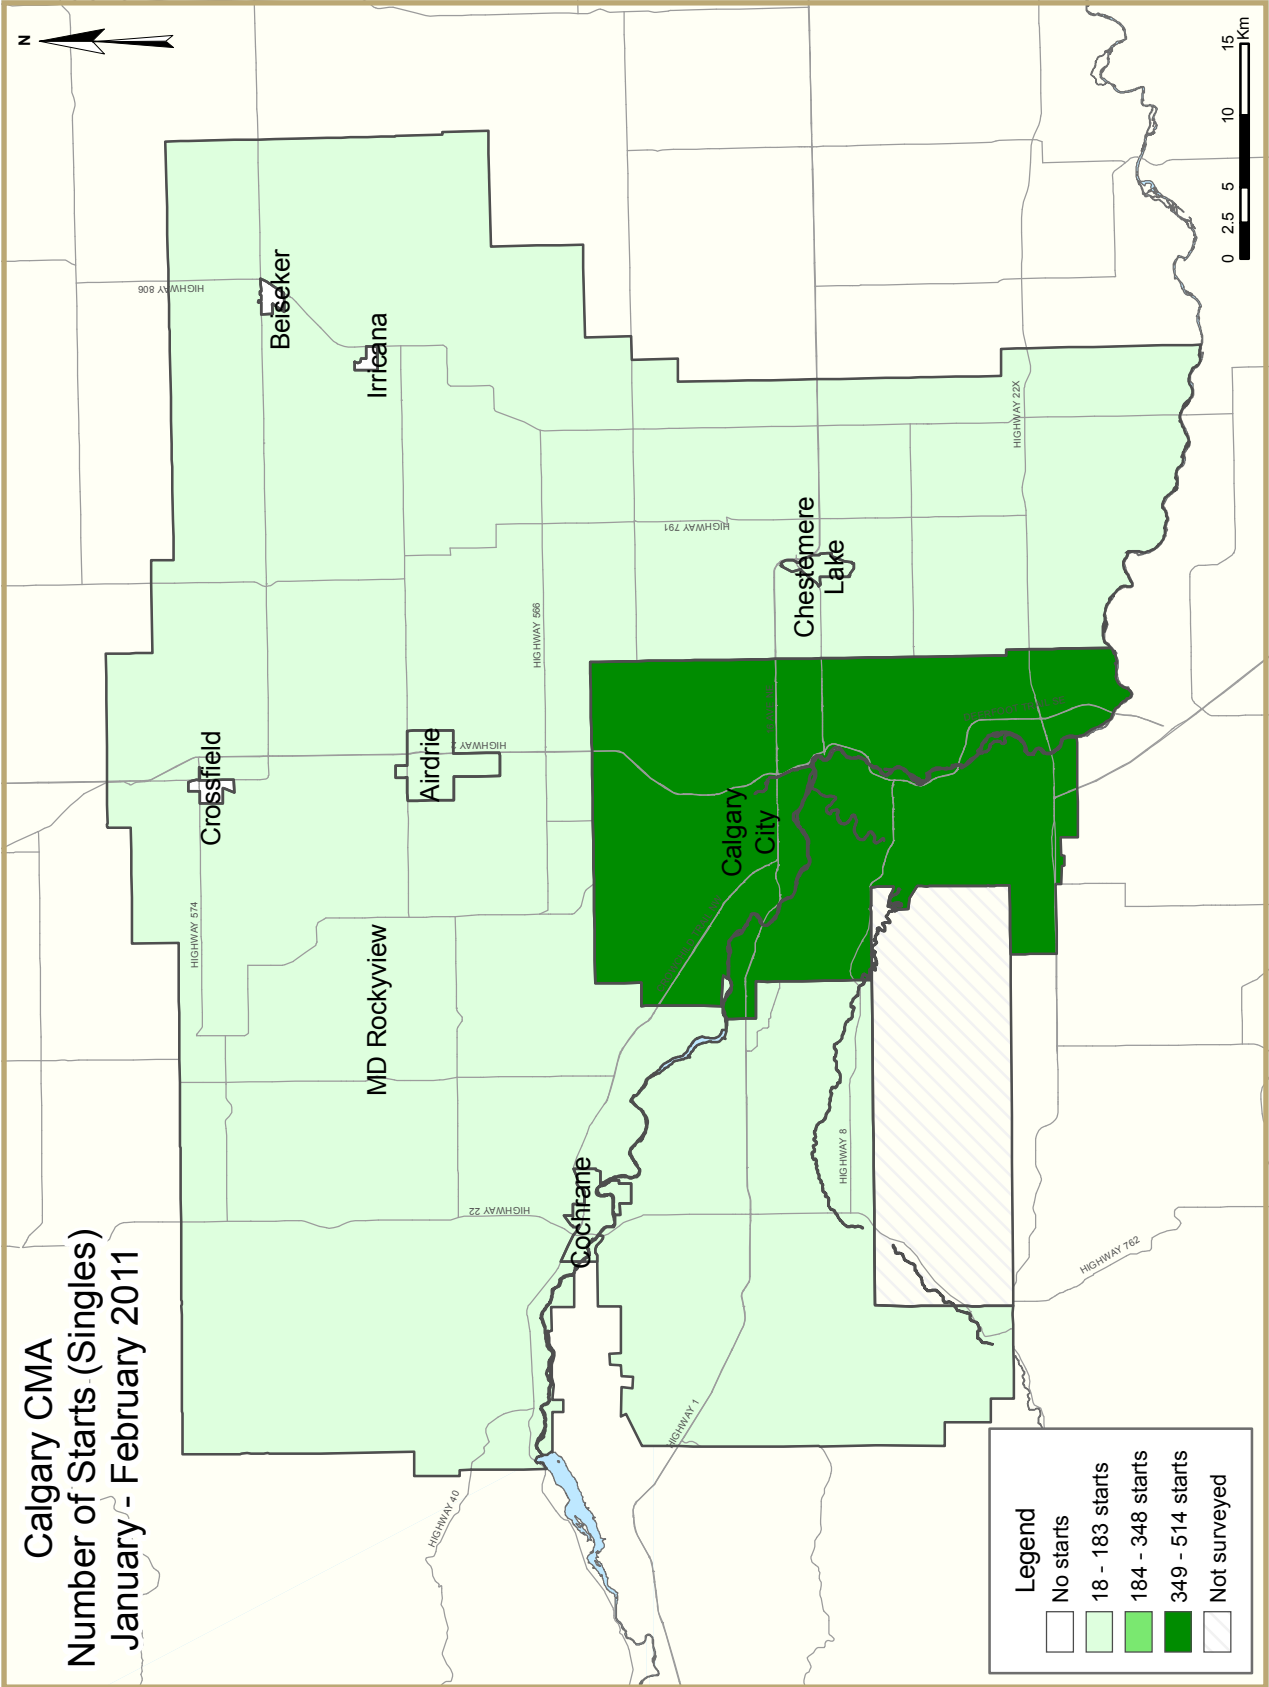 Calgary CMA
Number of Starts (Singles)
January - February 2011
N
HIGHWAY 806
Beiseker
Irricana
Crossfield
HIGHWAY 574
Airdrie
HIGHWAY 2
HIGHWAY 566
MD Rockyview
HIGHWAY 791
Chestemere
Lake
HIGHWAY 22X
Calgary
City
HIGHWAY 22
Cochrane
HIGHWAY 8
HIGHWAY 40
HIGHWAY 1
HIGHWAY 762
Legend
No starts
18 - 183 starts
184 - 348 starts
349 - 514 starts
Not surveyed
0 2.5 5 10 15
Km